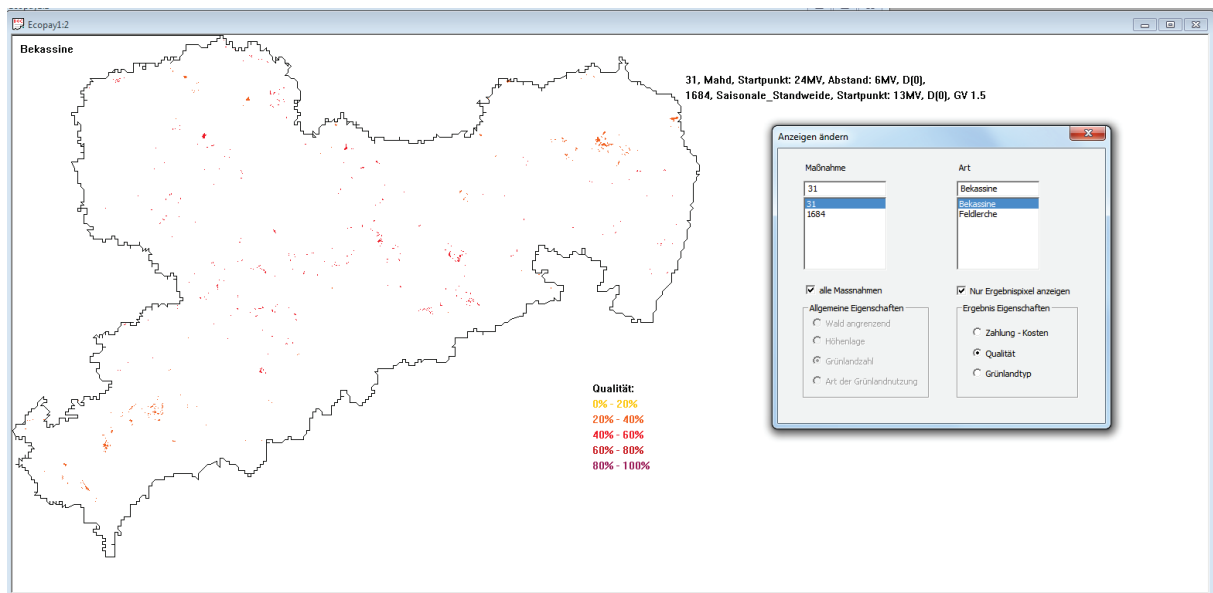 Ecopay1:2
Bekassine
31, Mahd, Startpunkt: 24MV, Abstand: 6MV, D(0),
1684, Saisonale_Standweide, Startpunkt: 13MV, D(0), GV 1.5
Anzeigen ändern
Maßnahme
Art
31
Bekassine
31
Bekassine
1684
Feldlerche
alle Massnahmen
Nur Ergebnispixel anzeigen
Allgemeine Eigenschaften
Ergebnis Eigenschaften
Wald angrenzend
Zahlung - Kosten
Höhenlage
Qualität
Grünlandzahl
Grünlandtyp
Art der Grünlandnutzung
Qualität:
0% - 20%
20% - 40%
40% - 60%
60% - 80%
80% - 100%